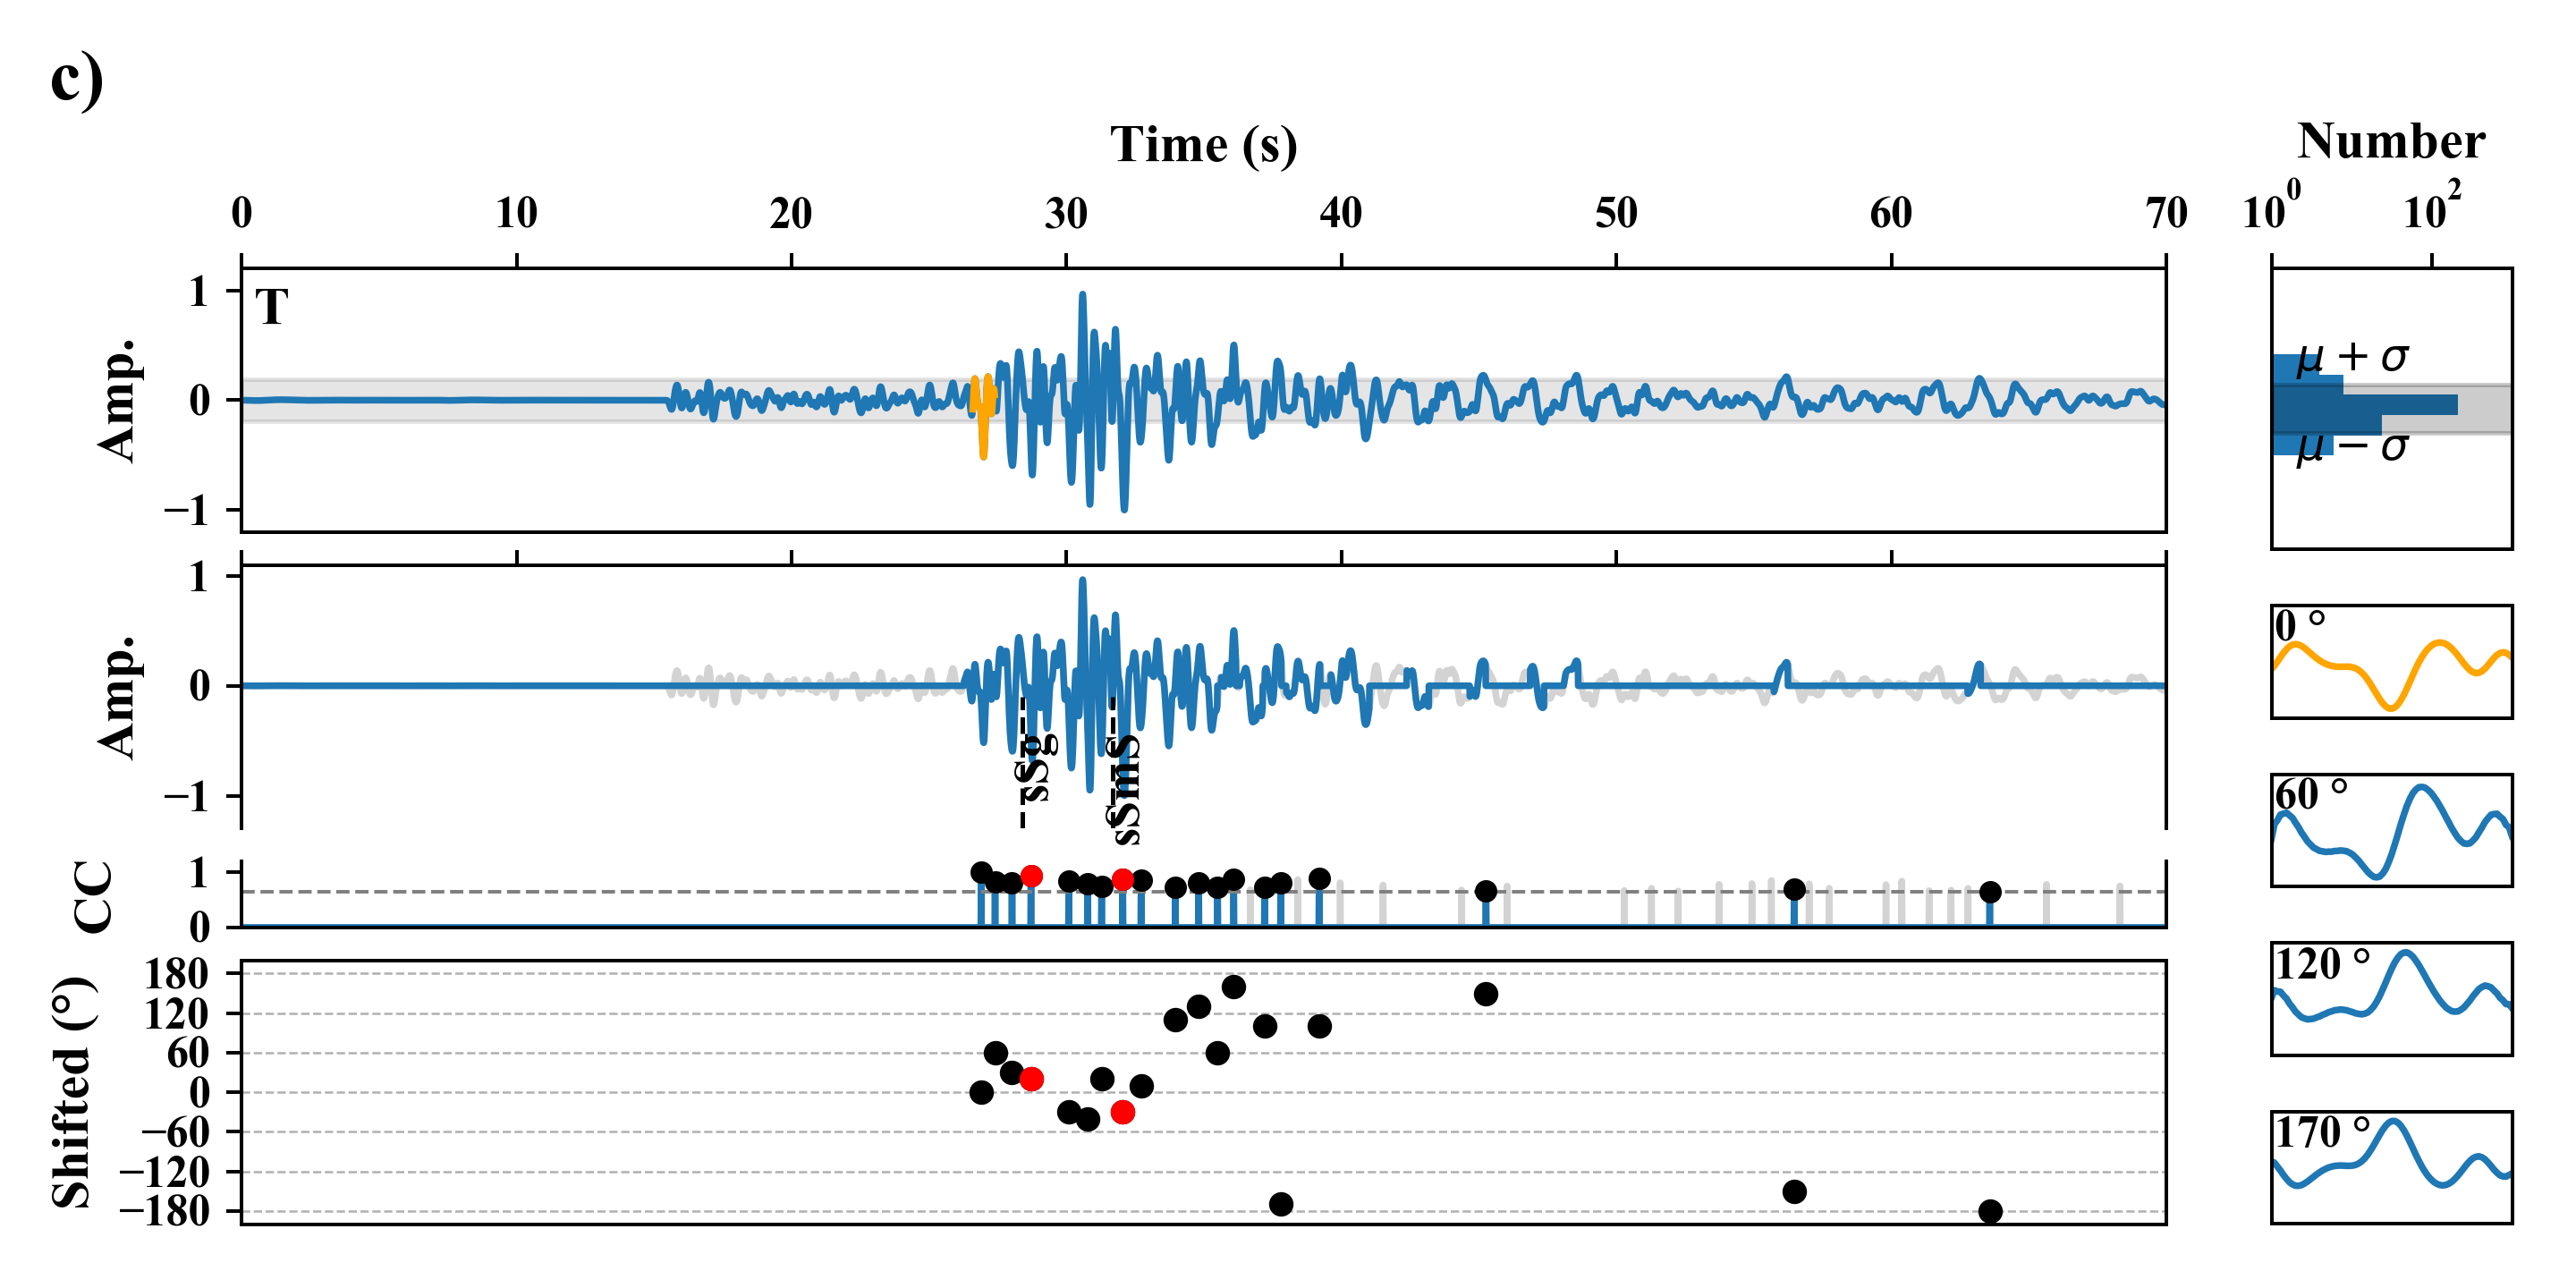 c)
Time (s)
Number
0 10 20 30 40 50 60 70
10^0 10^2
T
Amp.
1
0
−1
μ + σ
μ − σ
Amp.
1
0
−1
sSg
sSmS
0 °
60 °
CC
1
0
120 °
Shifted (°)
180
120
60
0
−60
−120
−180
170 °